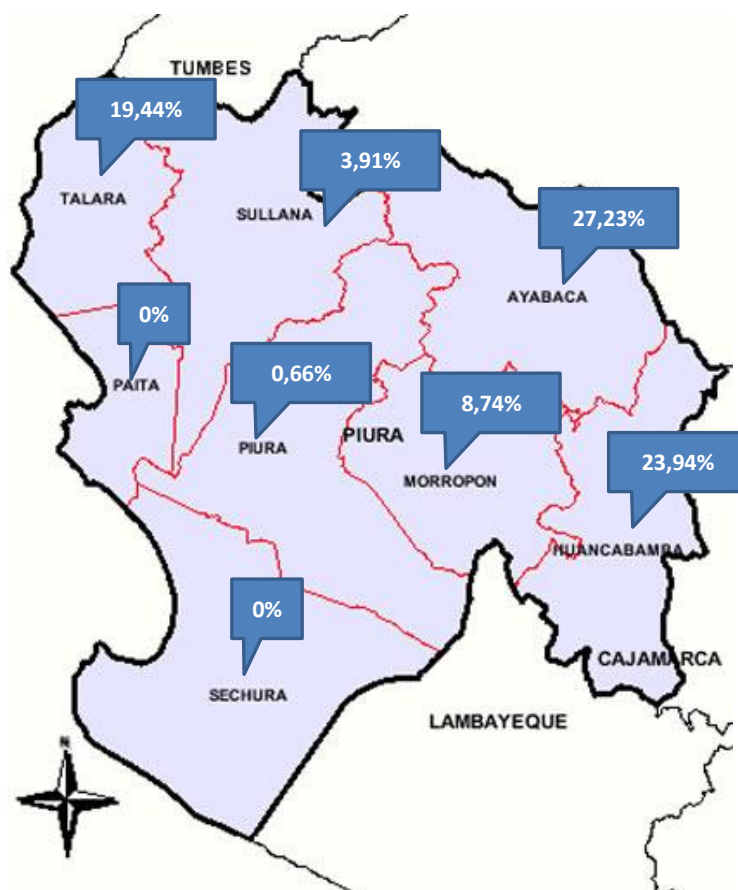 TUMBES
19,44%
3,91%
TALARA
SULLANA
27,23%
AYABACA
0%
PAITA
0,66%
PIURA
PIURA
8,74%
MORROPON
23,94%
HUANCABAMBA
0%
SECHURA
CAJAMARCA
LAMBAYEQUE
N